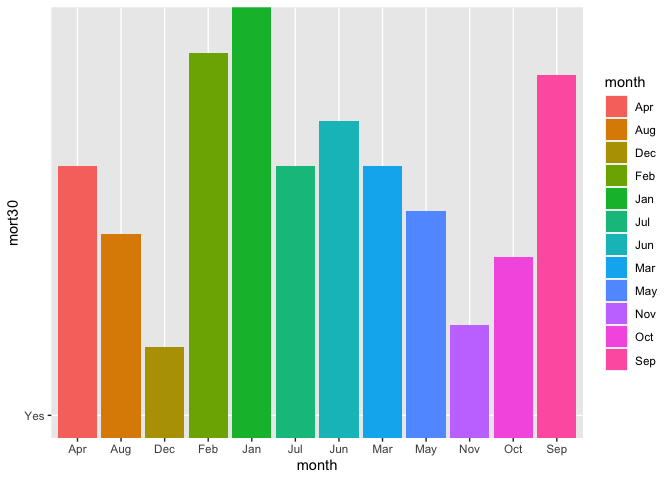 mort30
Yes
Apr Aug Dec Feb Jan Jul Jun Mar May Nov Oct Sep
month
month
Apr
Aug
Dec
Feb
Jan
Jul
Jun
Mar
May
Nov
Oct
Sep